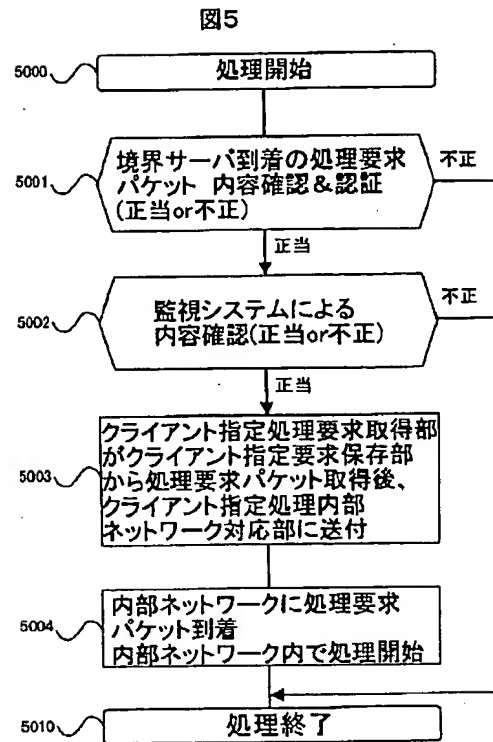 図5
5000
処理開始
5001
境界サーバ到着の処理要求
パケット 内容確認&認証
(正当or不正)
不正
正当
5002
監視システムによる
内容確認(正当or不正)
不正
正当
5003
クライアント指定処理要求取得部
がクライアント指定要求保存部
から処理要求パケット取得後、
クライアント指定処理内部
ネットワーク対応部に送付
5004
内部ネットワークに処理要求
パケット到着
内部ネットワーク内で処理開始
5010
処理終了